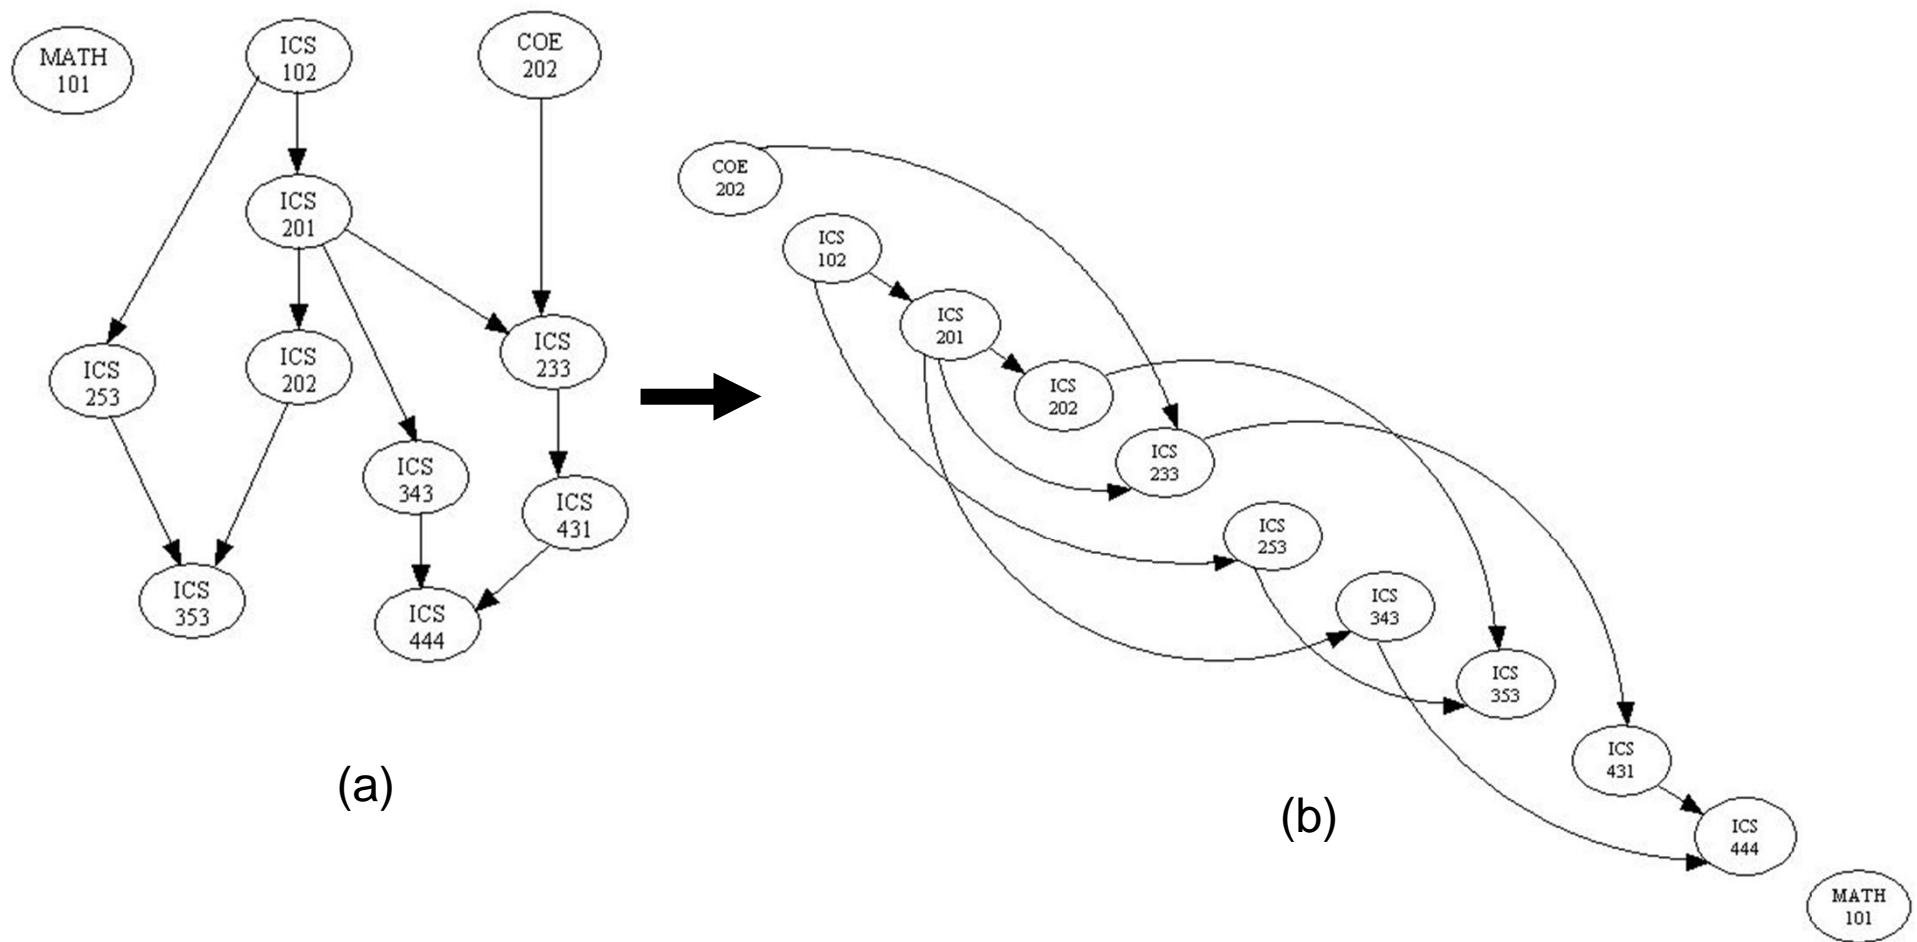 MATH
101
ICS
102
COE
202
ICS
201
ICS
253
ICS
202
ICS
233
ICS
343
ICS
431
ICS
353
ICS
444
(a)
COE
202
ICS
102
ICS
201
ICS
202
ICS
233
ICS
253
ICS
343
ICS
353
ICS
431
ICS
444
MATH
101
(b)